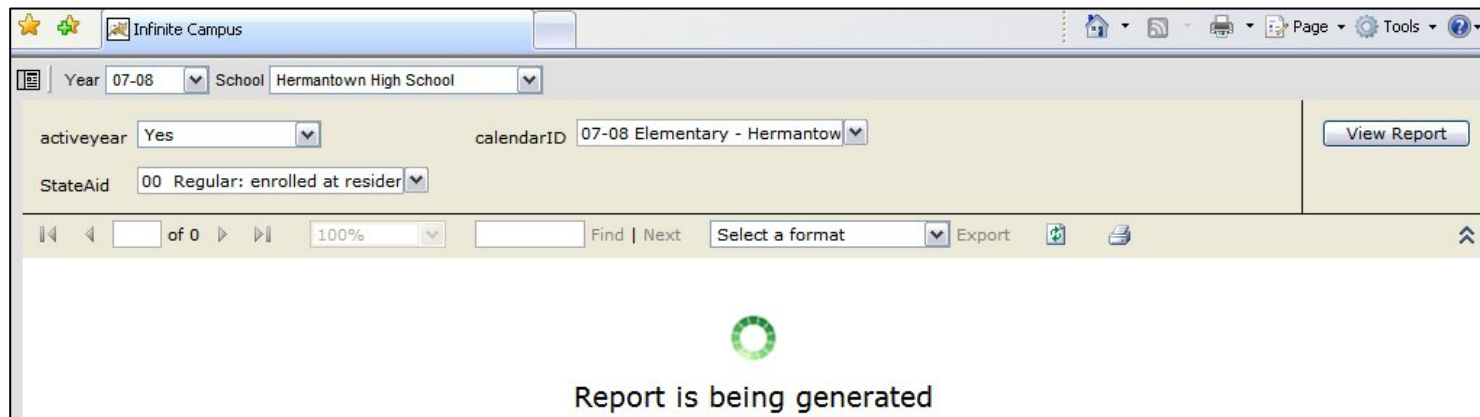 Infinite Campus Page Tools
Year 07-08 School Hermantown High School
activeyear Yes calendarID 07-08 Elementary - Hermantow View Report
StateAid 00 Regular: enrolled at resider
of 0 100% Find | Next Select a format Export
Report is being generated